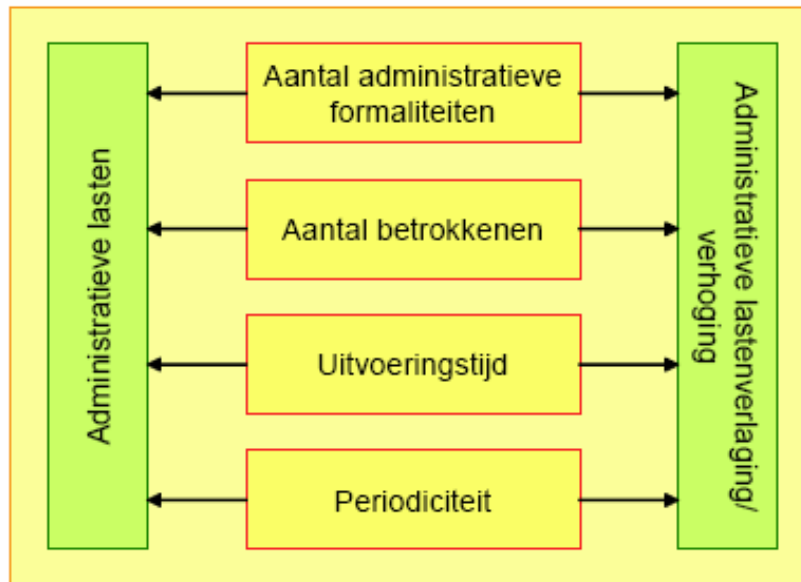 Administratieve lasten
Aantal administratieve
formaliteiten
Aantal betrokkenen
Uitvoeringstijd
Periodiciteit
Administratieve lastenverlaging/
verhoging